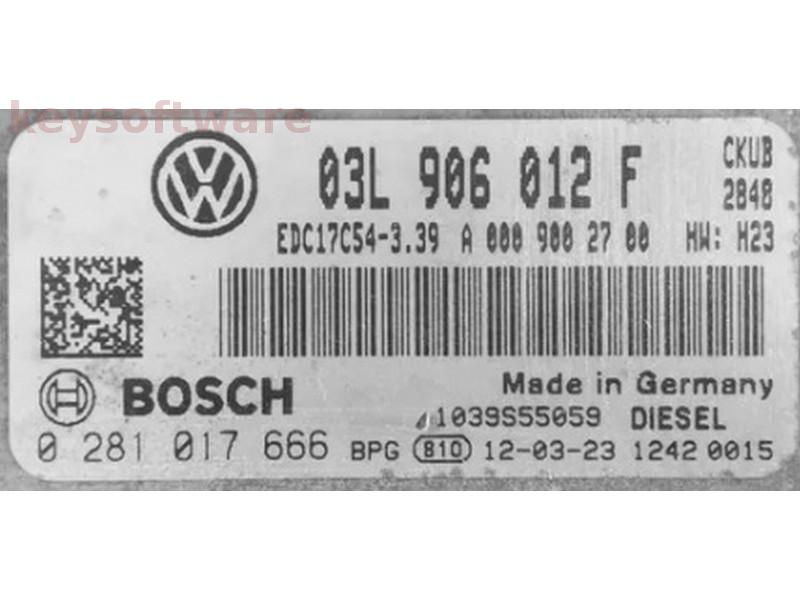 keysoftware
03L 906 012 F
CKUB
2848
EDC17C54-3.39 A 000 900 27 00 HW: H23
BOSCH
Made in Germany
1039S55059 DIESEL
0 281 017 666 BPG 810 12-03-23 1242 0015